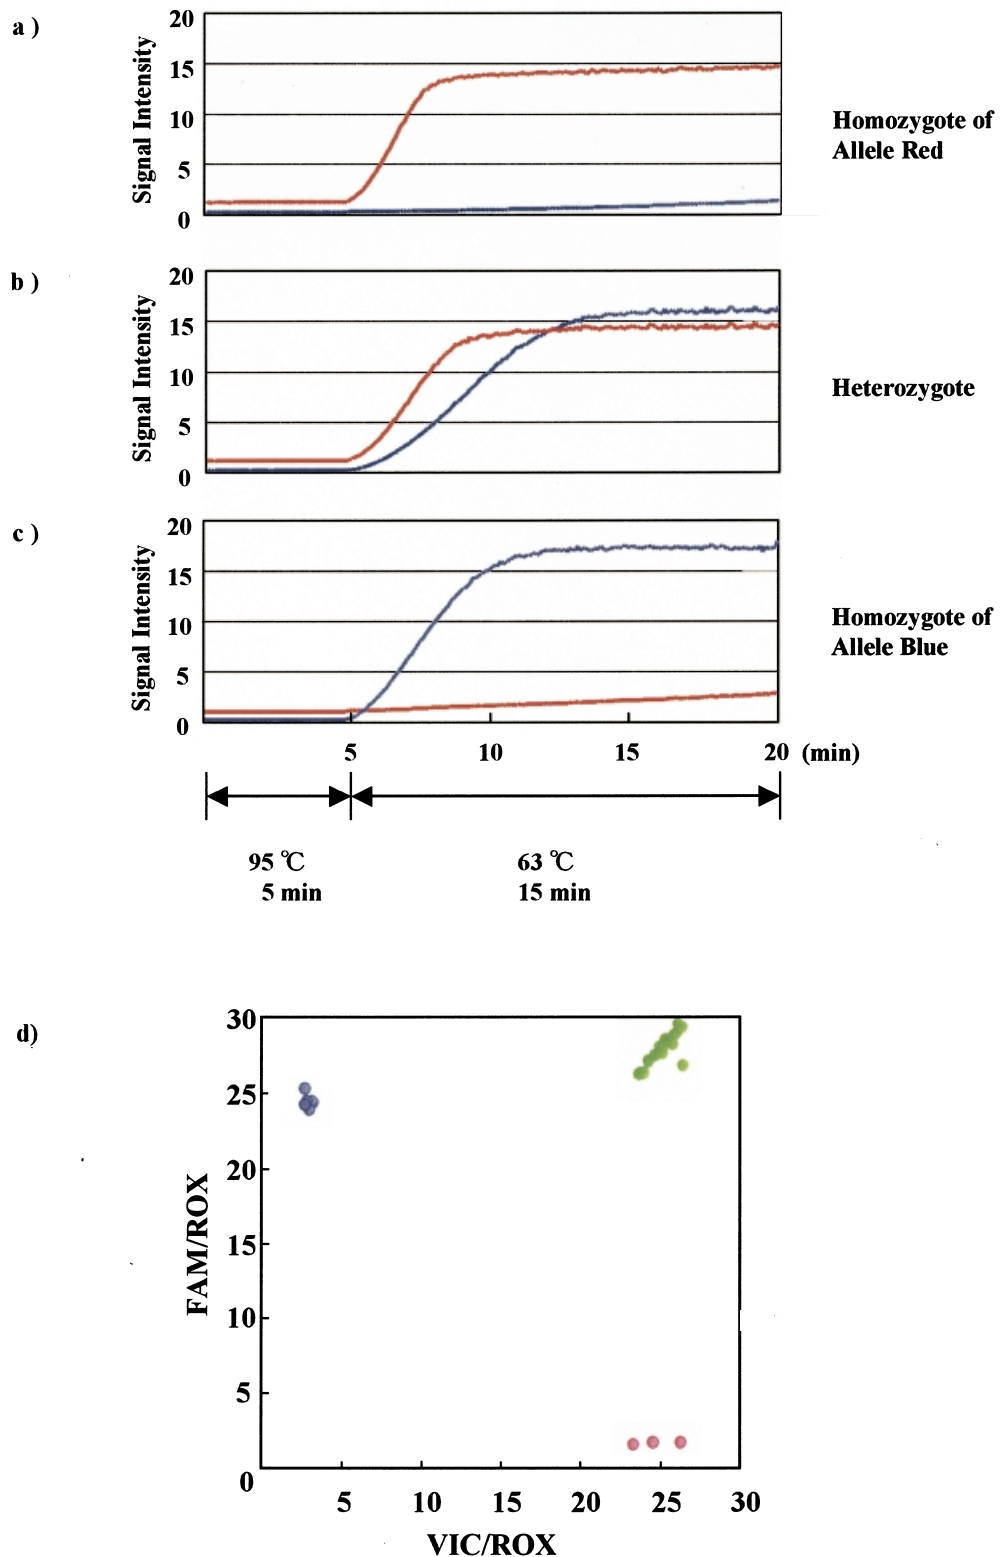 a )
20
15
10
5
0
Signal Intensity
Homozygote of
Allele Red
b )
20
15
10
5
0
Signal Intensity
Heterozygote
c )
20
15
10
5
0
Signal Intensity
Homozygote of
Allele Blue
5 10 15 20 (min)
95 ℃ 63 ℃
5 min 15 min
d)
30
25
20
15
10
5
0
FAM/ROX
5 10 15 20 25 30
VIC/ROX